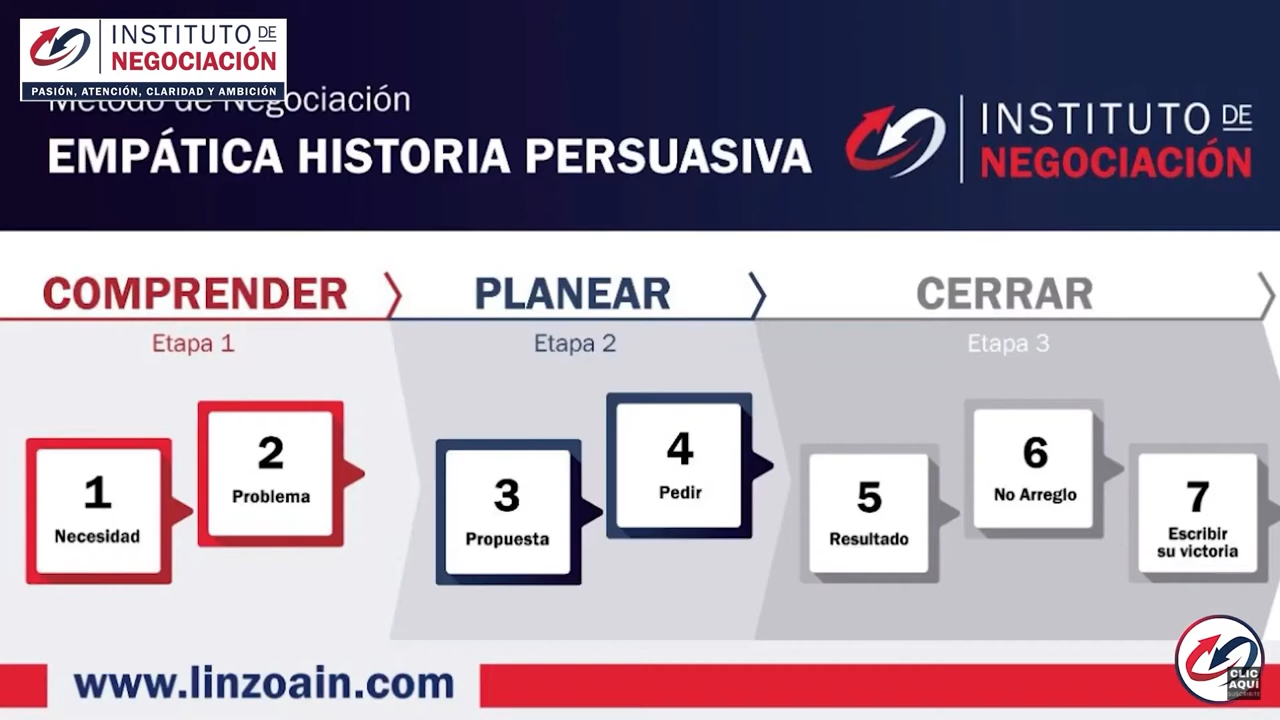 INSTITUTO DE
NEGOCIACIÓN
PASIÓN, ATENCIÓN, CLARIDAD Y AMBICIÓN
Método de Negociación
EMPÁTICA HISTORIA PERSUASIVA
INSTITUTO DE
NEGOCIACIÓN
COMPRENDER
PLANEAR
CERRAR
Etapa 1
Etapa 2
Etapa 3
1
Necesidad
2
Problema
3
Propuesta
4
Pedir
5
Resultado
6
No Arreglo
7
Escribir
su victoria
www.linzoain.com
CLIC
AQUÍ
SUSCRIBITE